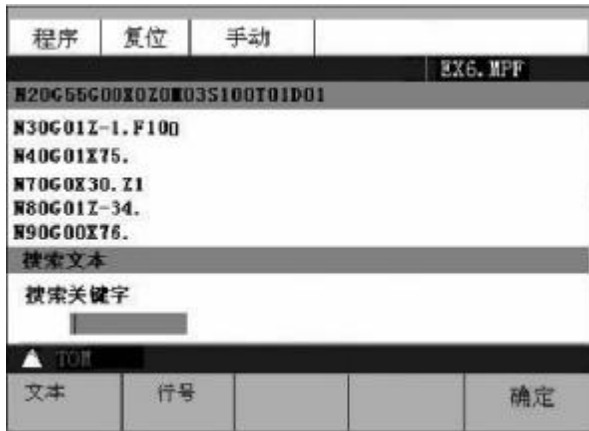 程序 复位 手动
EX6.MPF
N20G55G00X0Z0M03S100T01D01
N30G01Z-1.F100
N40G01X75.
N70G0X30.Z1
N80G01Z-34.
N90G00X76.
搜索文本
搜索关键字
文本 行号 确定